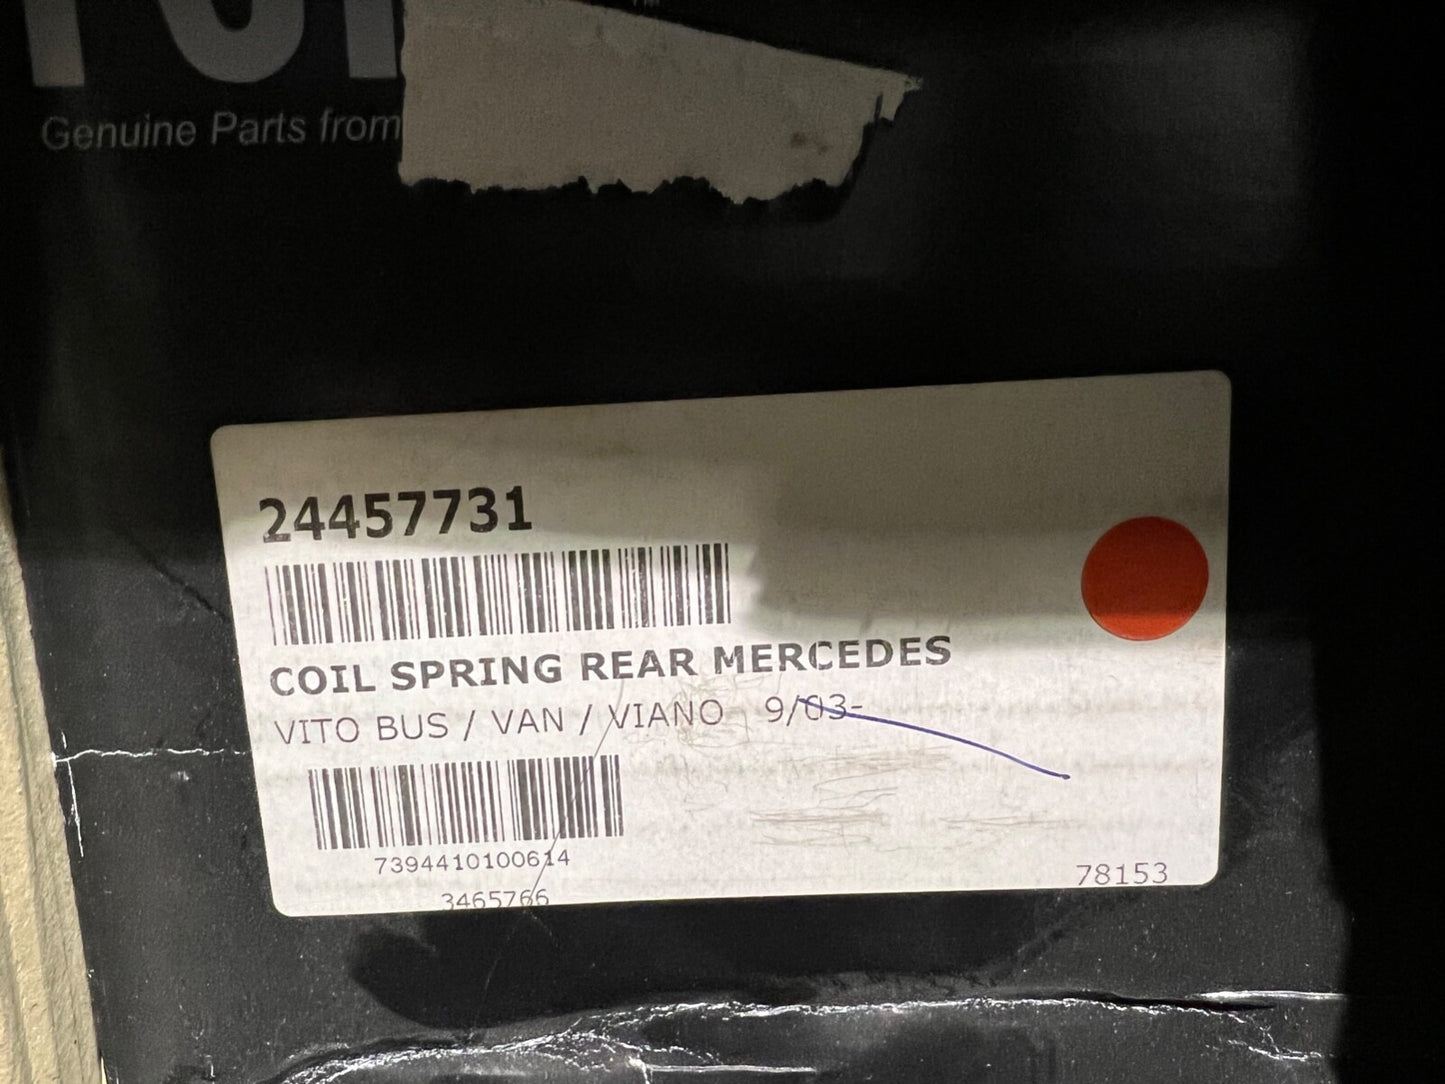 Genuine Parts from
24457731
COIL SPRING REAR MERCEDES
VITO BUS / VAN / VIANO 9/03-
7394410100614
3465766
78153